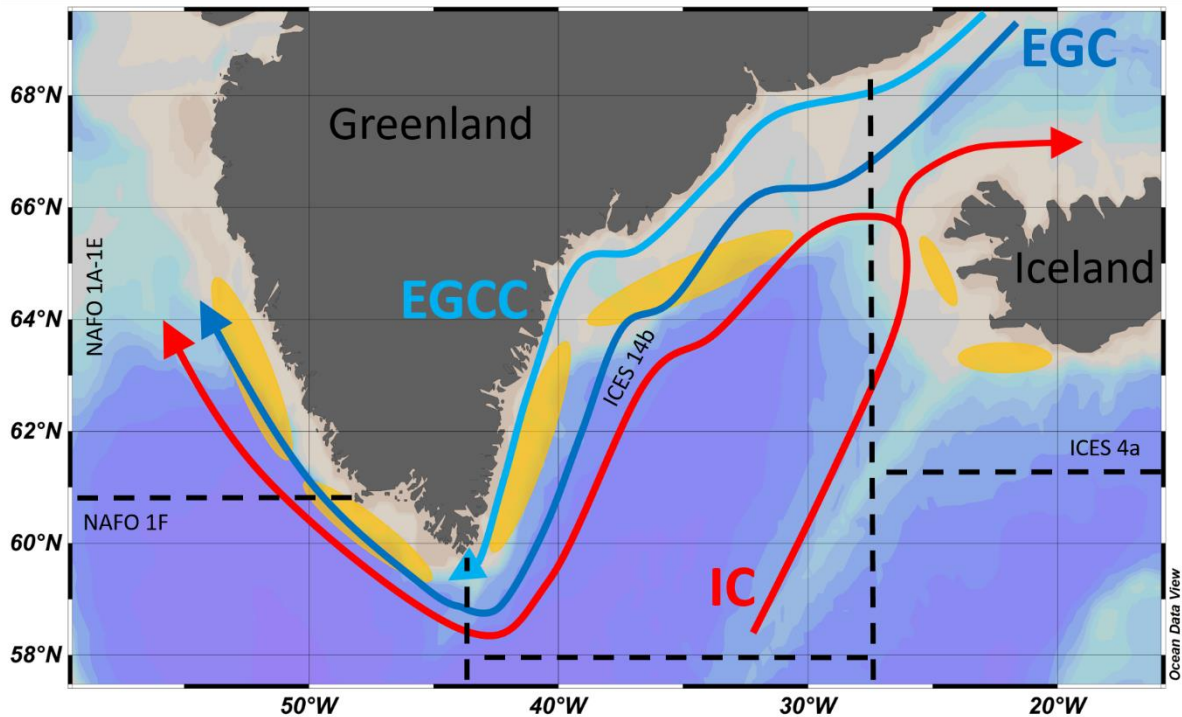 EGC
68°N
Greenland
66°N
NAFO 1A-1E
Iceland
EGCC
64°N
ICES 14b
62°N
ICES 4a
NAFO 1F
60°N
IC
58°N
Ocean Data View
50°W
40°W
30°W
20°W